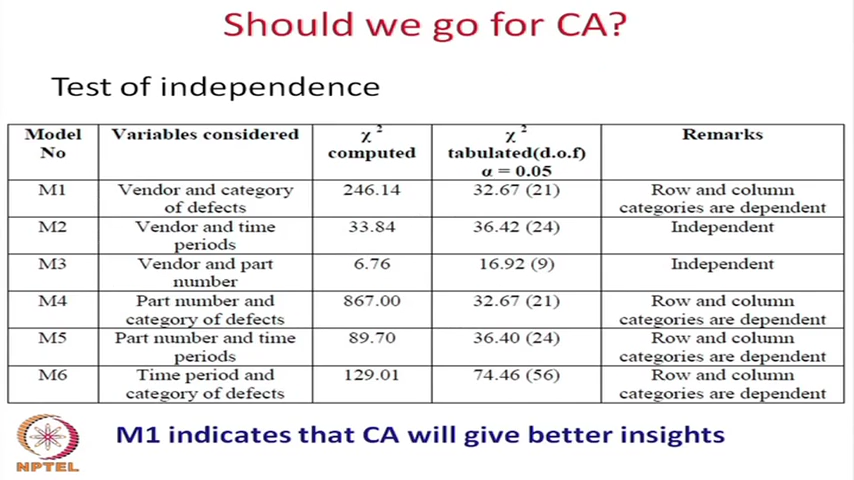 Should we go for CA?
Test of independence
Model No | Variables considered | χ² computed | χ² tabulated(d.o.f) α = 0.05 | Remarks
M1 | Vendor and category of defects | 246.14 | 32.67 (21) | Row and column categories are dependent
M2 | Vendor and time periods | 33.84 | 36.42 (24) | Independent
M3 | Vendor and part number | 6.76 | 16.92 (9) | Independent
M4 | Part number and category of defects | 867.00 | 32.67 (21) | Row and column categories are dependent
M5 | Part number and time periods | 89.70 | 36.40 (24) | Row and column categories are dependent
M6 | Time period and category of defects | 129.01 | 74.46 (56) | Row and column categories are dependent
M1 indicates that CA will give better insights
NPTEL